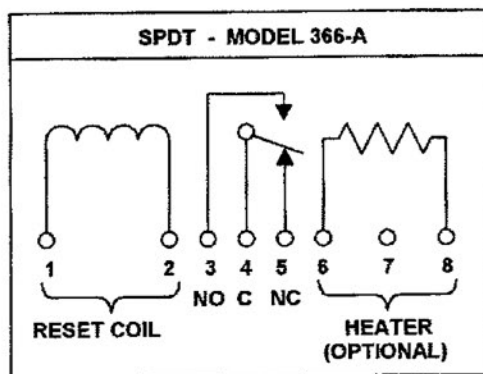 SPDT - MODEL 366-A
1 2 3 4 5 6 7 8
NO C NC
RESET COIL
HEATER
(OPTIONAL)